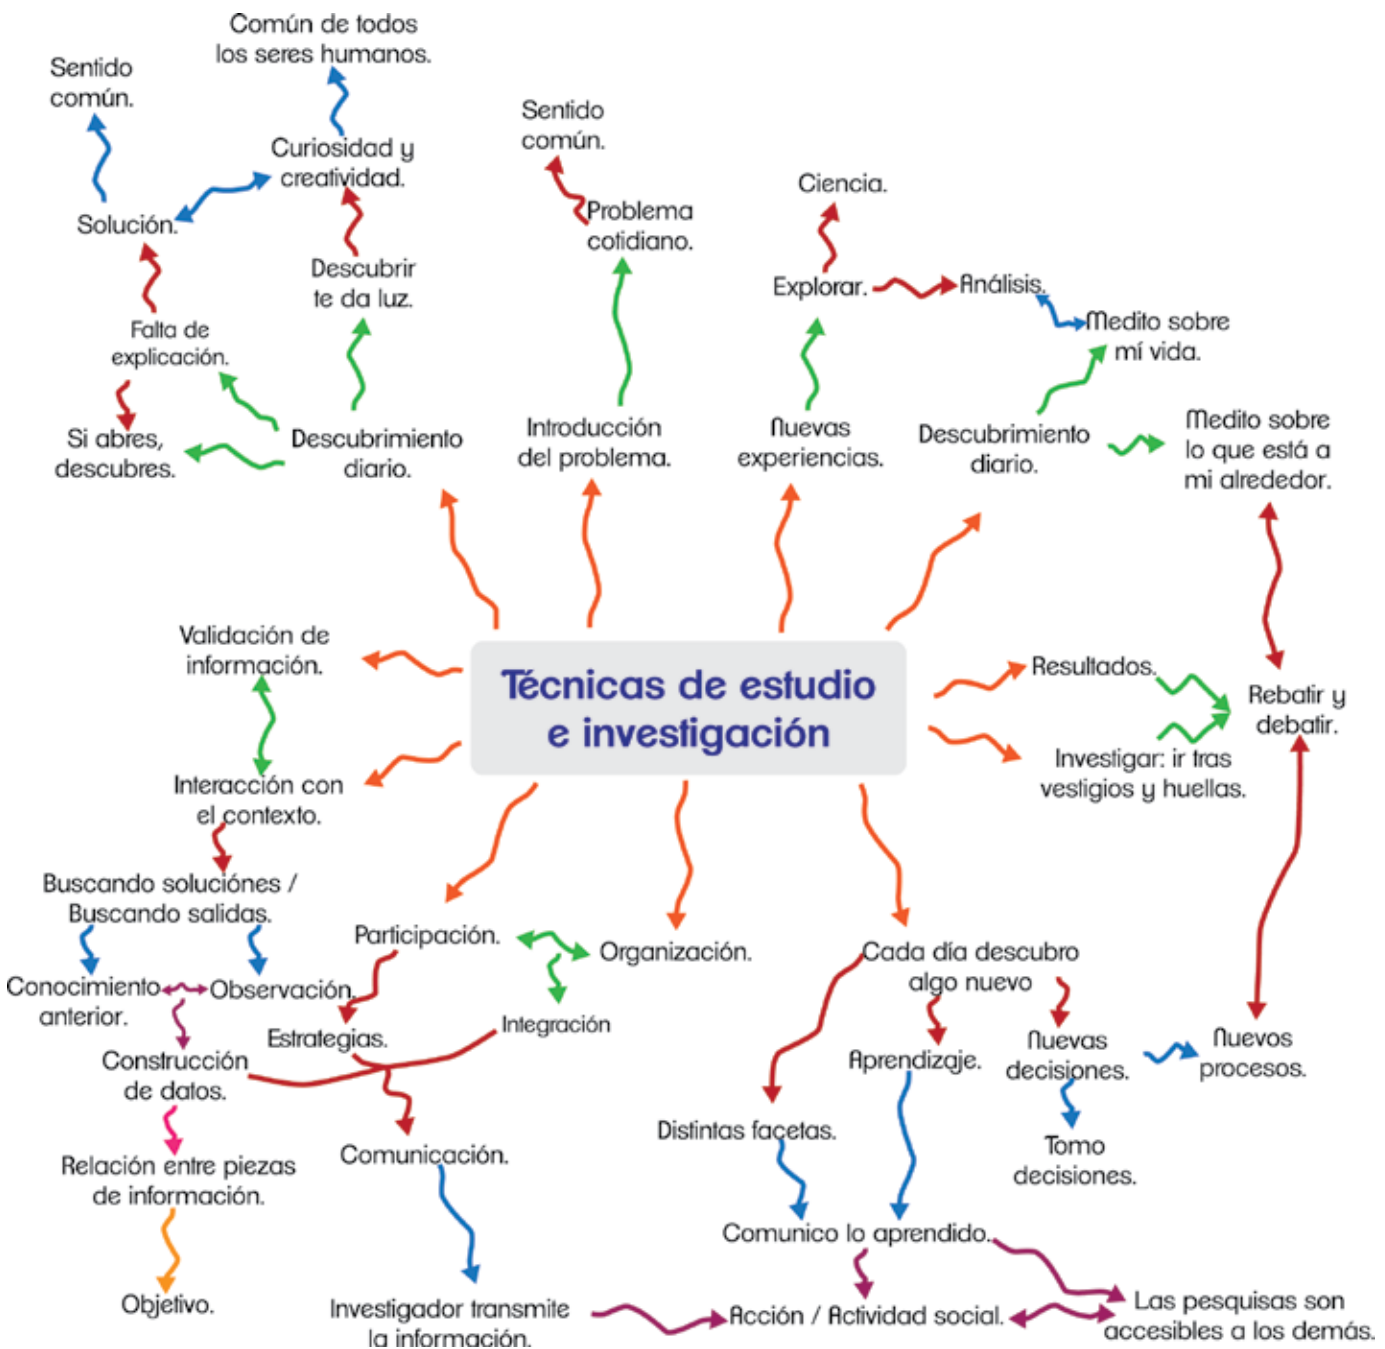 Común de todos
los seres humanos.
Sentido
común.
Sentido
común.
Curiosidad y
creatividad.
Ciencia.
Solución.
Problema
cotidiano.
Descubrir
te da luz.
Explorar.
Análisis.
Medito sobre
mí vida.
Falta de
explicación.
Si abres,
descubres.
Descubrimiento
diario.
Introducción
del problema.
Nuevas
experiencias.
Descubrimiento
diario.
Medito sobre
lo que está a
mi alrededor.
Validación de
información.
Técnicas de estudio
e investigación
Resultados.
Rebatir y
debatir.
Investigar: ir tras
vestigios y huellas.
Interacción con
el contexto.
Buscando soluciónes /
Buscando salidas.
Participación.
Organización.
Cada día descubro
algo nuevo
Conocimiento
anterior.
Observación.
Estrategias.
Integración
Construcción
de datos.
Aprendizaje.
Nuevas
decisiones.
Nuevos
procesos.
Distintas facetas.
Comunicación.
Tomo
decisiones.
Relación entre piezas
de información.
Comunico lo aprendido.
Objetivo.
Investigador transmite
la información.
Acción / Actividad social.
Las pesquisas son
accesibles a los demás.